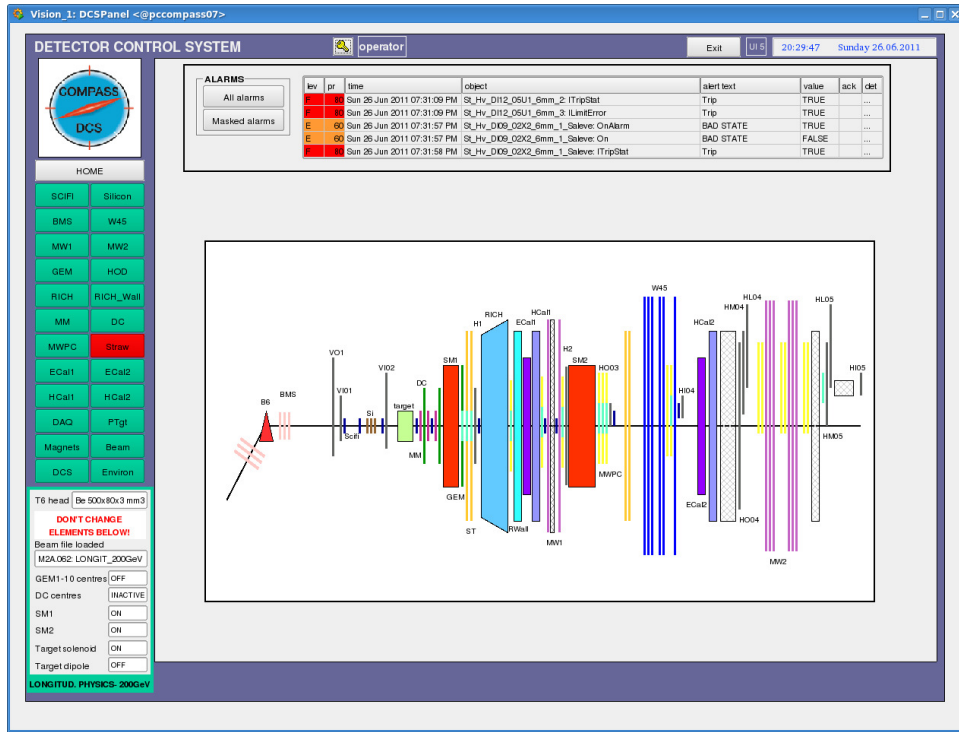 Vision_1: DCSPanel <@pccompass07>
DETECTOR CONTROL SYSTEM
operator
Exit
UI 5
20:29:47 Sunday 26.06.2011
COMPASS
DCS
ALARMS
All alarms
Masked alarms
lev pr time object alert text value ack det
F 80 Sun 26 Jun 2011 07:31:09 PM St_Hv_DI12_05U1_6mm_2: ITripStat Trip TRUE ...
F 80 Sun 26 Jun 2011 07:31:09 PM St_Hv_DI12_05U1_6mm_3: ILimitError Trip TRUE ...
E 60 Sun 26 Jun 2011 07:31:57 PM St_Hv_DI09_02X2_6mm_1_Saleve: OnAlarm BAD STATE TRUE ...
E 60 Sun 26 Jun 2011 07:31:57 PM St_Hv_DI09_02X2_6mm_1_Saleve: On BAD STATE FALSE ...
F 80 Sun 26 Jun 2011 07:31:58 PM St_Hv_DI09_02X2_6mm_1_Saleve: ITripStat Trip TRUE ...
HOME
SCIFI Silicon
BMS W45
MW1 MW2
GEM HOD
RICH RICH_Wall
MM DC
MWPC Straw
ECal1 ECal2
HCal1 HCal2
DAQ PTgt
Magnets Beam
DCS Environ
T6 head Be 500x80x3 mm3
DON'T CHANGE
ELEMENTS BELOW!
Beam file loaded
M2A.062: LONGIT_200GeV
GEM1-10 centres OFF
DC centres INACTIVE
SM1 ON
SM2 ON
Target solenoid ON
Target dipole OFF
LONGITUD. PHYSICS- 200GeV
B6
BMS
VO1
VI01
Scifi
Si
VI02
target
DC
MM
SM1
GEM
H1
ST
RICH
RWall
ECal1
HCal1
MW1
H2
SM2
HO03
MWPC
W45
HI04
HCal2
ECal2
HM04
HL04
HO04
MW2
HL05
HM05
HI05